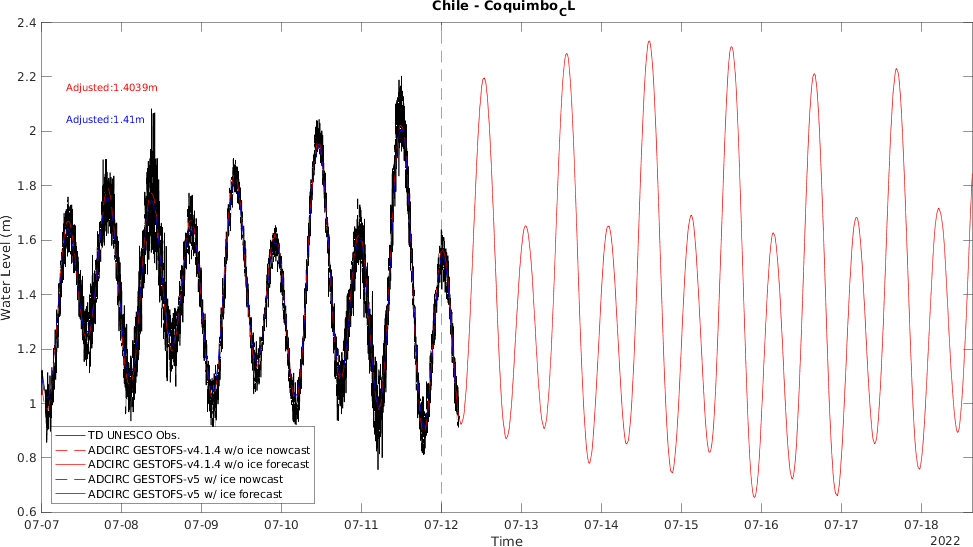 Chile - Coquimbo_CL
2.4
2.2
2
1.8
1.6
1.4
1.2
1
0.8
0.6
Water Level (m)
Adjusted:1.4039m
Adjusted:1.41m
TD UNESCO Obs.
ADCIRC GESTOFS-v4.1.4 w/o ice nowcast
ADCIRC GESTOFS-v4.1.4 w/o ice forecast
ADCIRC GESTOFS-v5 w/ ice nowcast
ADCIRC GESTOFS-v5 w/ ice forecast
07-07 07-08 07-09 07-10 07-11 07-12 07-13 07-14 07-15 07-16 07-17 07-18
Time
2022